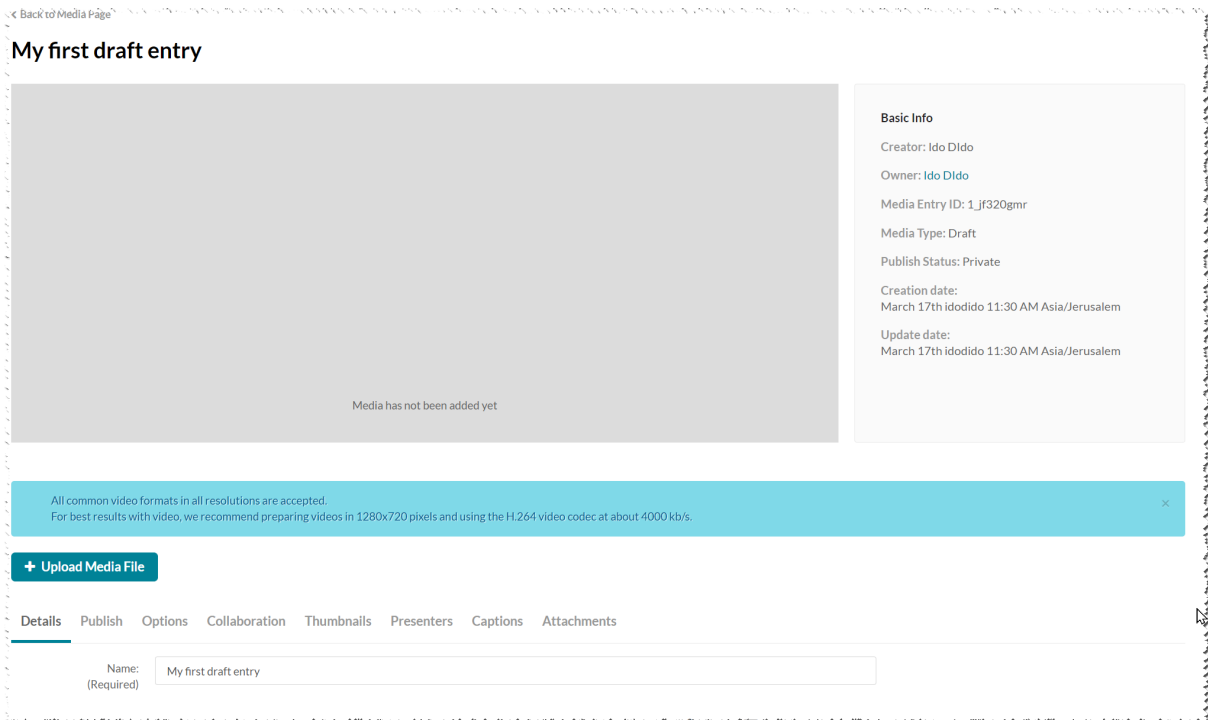 Back to Media Page
My first draft entry
Media has not been added yet
Basic Info
Creator: Ido DIdo
Owner: Ido DIdo
Media Entry ID: 1_jf320gmr
Media Type: Draft
Publish Status: Private
Creation date:
March 17th idodido 11:30 AM Asia/Jerusalem
Update date:
March 17th idodido 11:30 AM Asia/Jerusalem
All common video formats in all resolutions are accepted.
For best results with video, we recommend preparing videos in 1280x720 pixels and using the H.264 video codec at about 4000 kb/s.
+ Upload Media File
Details Publish Options Collaboration Thumbnails Presenters Captions Attachments
Name: My first draft entry
(Required)